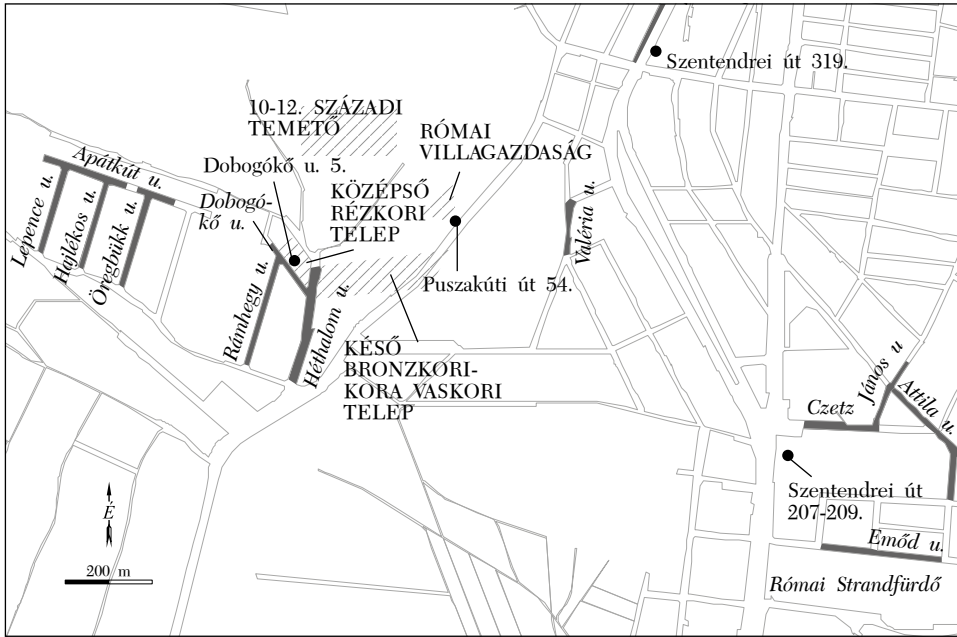 Szentendrei út 319.
10-12. SZÁZADI
TEMETŐ
RÓMAI
VILLAGAZDASÁG
Apátkút u.
Dobogókő u. 5.
KÖZÉPSŐ
RÉZKORI
TELEP
Dobogó-
kő u.
Lepence u.
Hajlékos u.
Öregbükk u.
Valéria u.
Puszakúti út 54.
Rámhegy u.
Héthalom u.
KÉSŐ
BRONZKORI-
KORA VASKORI
TELEP
Czetz
János u
Attila u.
Szentendrei út
207-209.
Emőd u.
Római Strandfürdő
É
200 m